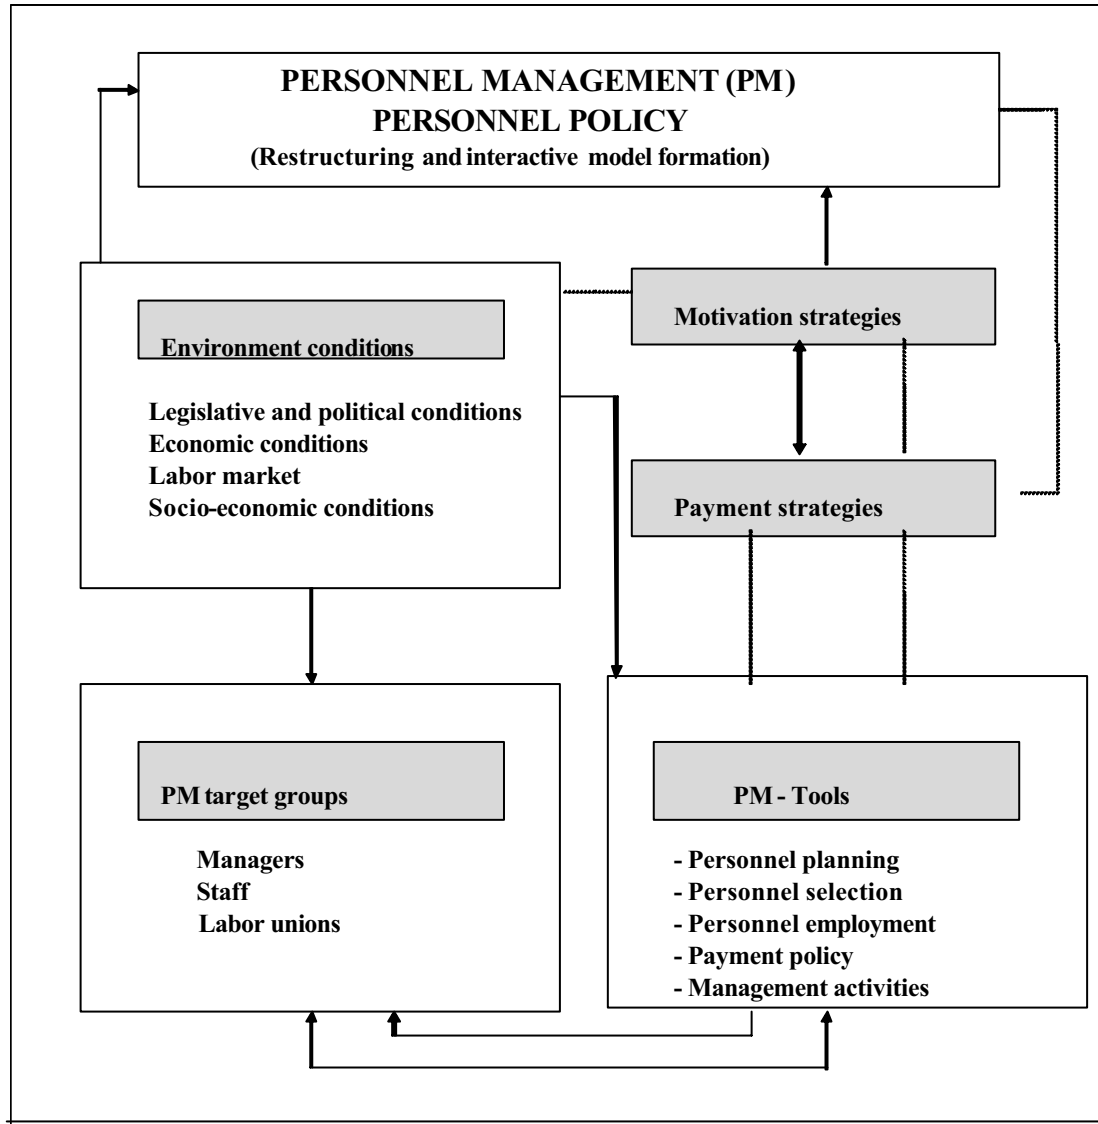 PERSONNEL MANAGEMENT (PM)
PERSONNEL POLICY
(Restructuring and interactive model formation)
Environment conditions
Legislative and political conditions
Economic conditions
Labor market
Socio-economic conditions
Motivation strategies
Payment strategies
PM target groups
Managers
Staff
Labor unions
PM - Tools
- Personnel planning
- Personnel selection
- Personnel employment
- Payment policy
- Management activities